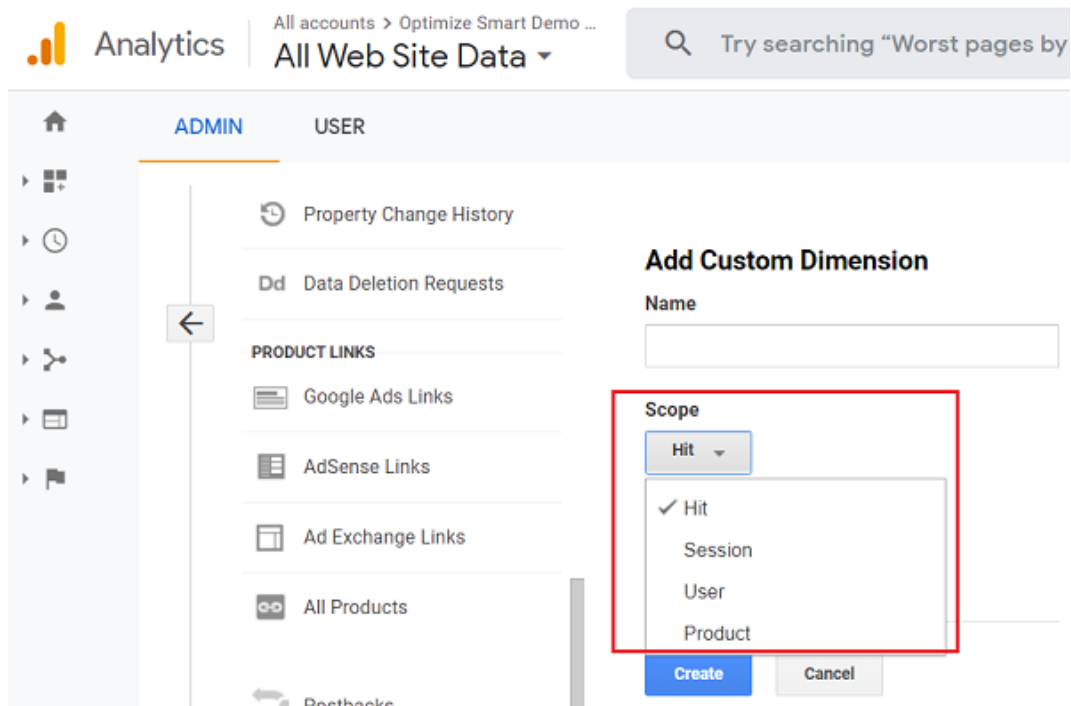 All accounts > Optimize Smart Demo ...
Analytics
All Web Site Data
Try searching “Worst pages by
ADMIN
USER
Property Change History
Dd Data Deletion Requests
PRODUCT LINKS
Google Ads Links
AdSense Links
Ad Exchange Links
All Products
Postbacks
Add Custom Dimension
Name
Scope
Hit
Hit
Session
User
Product
Create
Cancel